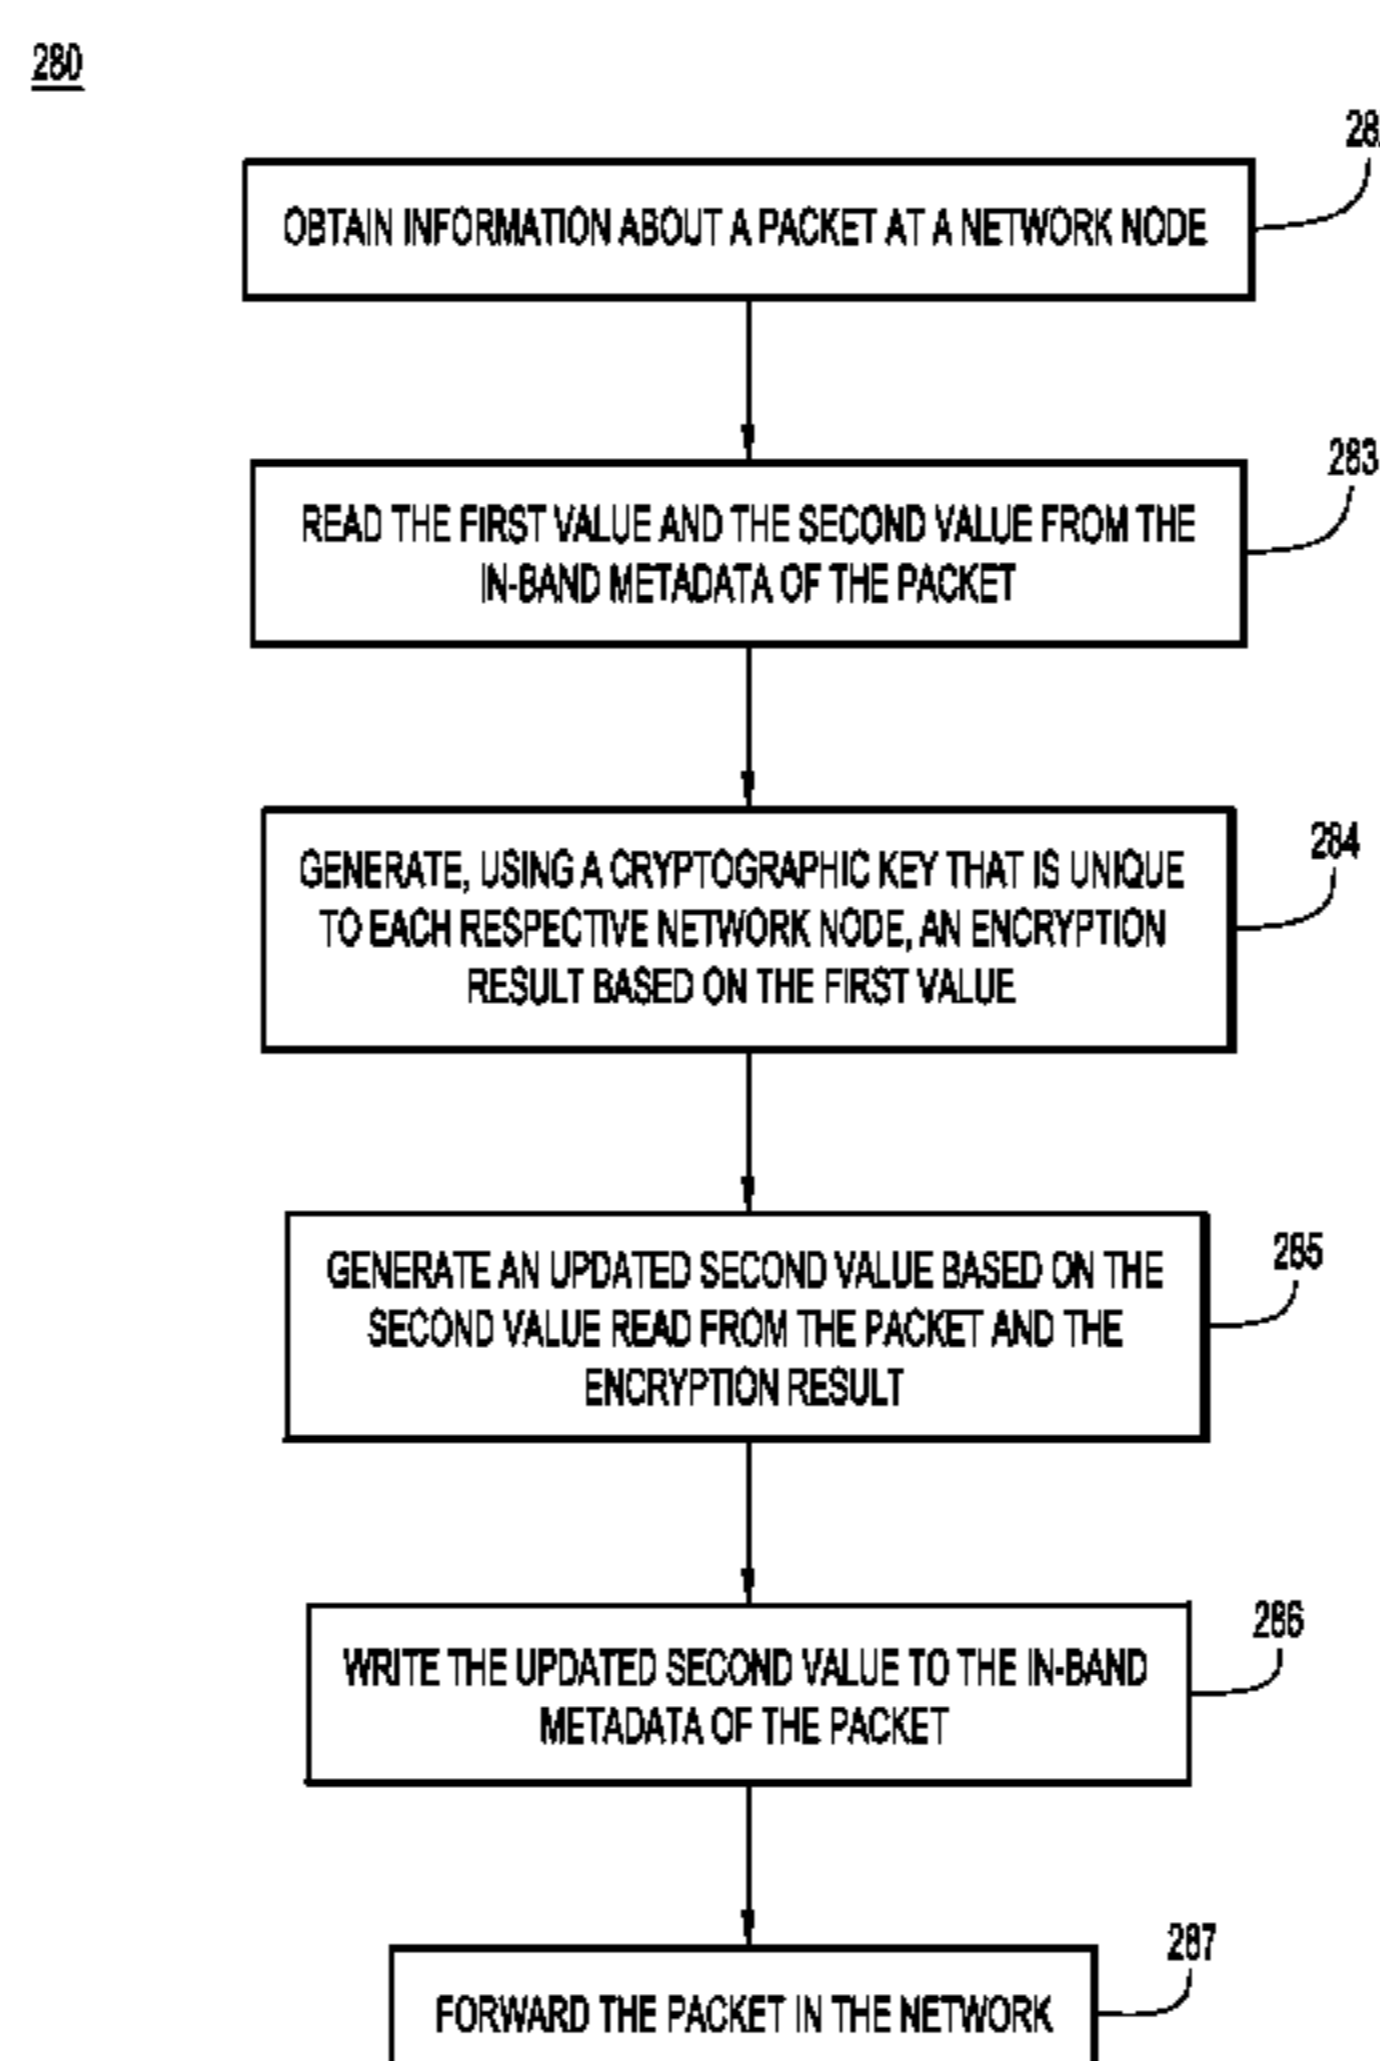 280
OBTAIN INFORMATION ABOUT A PACKET AT A NETWORK NODE
283
READ THE FIRST VALUE AND THE SECOND VALUE FROM THE
IN-BAND METADATA OF THE PACKET
284
GENERATE, USING A CRYPTOGRAPHIC KEY THAT IS UNIQUE
TO EACH RESPECTIVE NETWORK NODE, AN ENCRYPTION
RESULT BASED ON THE FIRST VALUE
285
GENERATE AN UPDATED SECOND VALUE BASED ON THE
SECOND VALUE READ FROM THE PACKET AND THE
ENCRYPTION RESULT
286
WRITE THE UPDATED SECOND VALUE TO THE IN-BAND
METADATA OF THE PACKET
287
FORWARD THE PACKET IN THE NETWORK